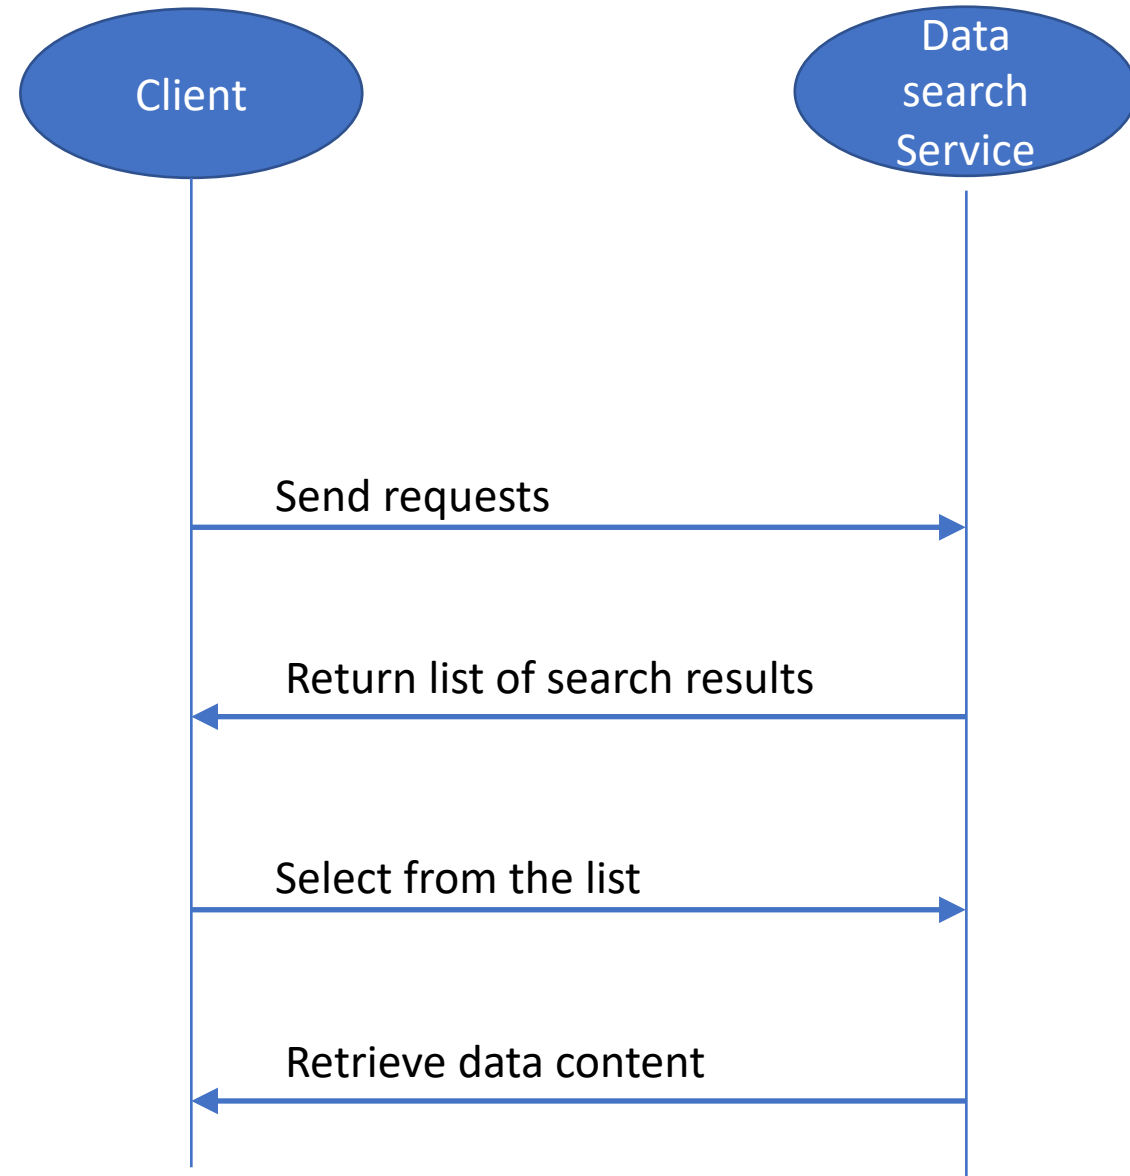 Client
Data
search
Service
Send requests
Return list of search results
Select from the list
Retrieve data content